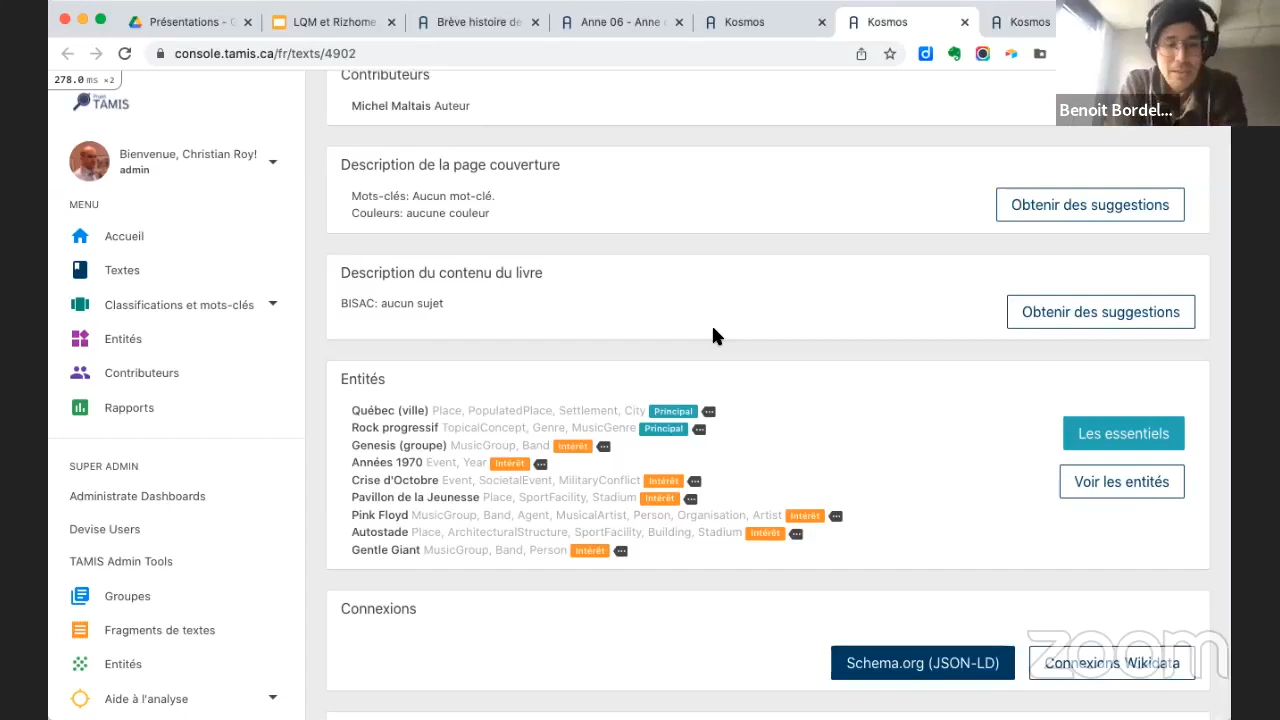 Présentations - G
LQM et Rizhome
Brève histoire de
Anne 06 - Anne d
Kosmos
Kosmos
Kosmos
console.tamis.ca/fr/texts/4902
278.0 ms ×2
Projet
TAMIS
Bienvenue, Christian Roy!
admin
MENU
Accueil
Textes
Classifications et mots-clés
Entités
Contributeurs
Rapports
SUPER ADMIN
Administrate Dashboards
Devise Users
TAMIS Admin Tools
Groupes
Fragments de textes
Entités
Aide à l'analyse
Contributeurs
Michel Maltais Auteur
Description de la page couverture
Mots-clés: Aucun mot-clé.
Couleurs: aucune couleur
Obtenir des suggestions
Description du contenu du livre
BISAC: aucun sujet
Obtenir des suggestions
Entités
Québec (ville) Place, PopulatedPlace, Settlement, City Principal
Rock progressif TopicalConcept, Genre, MusicGenre Principal
Genesis (groupe) MusicGroup, Band Intérêt
Années 1970 Event, Year Intérêt
Crise d'Octobre Event, SocietalEvent, MilitaryConflict Intérêt
Pavillon de la Jeunesse Place, SportFacility, Stadium Intérêt
Pink Floyd MusicGroup, Band, Agent, MusicalArtist, Person, Organisation, Artist Intérêt
Autostade Place, ArchitecturalStructure, SportFacility, Building, Stadium Intérêt
Gentle Giant MusicGroup, Band, Person Intérêt
Les essentiels
Voir les entités
Connexions
Schema.org (JSON-LD)
Connexions Wikidata
Benoit Bordel...
zoom